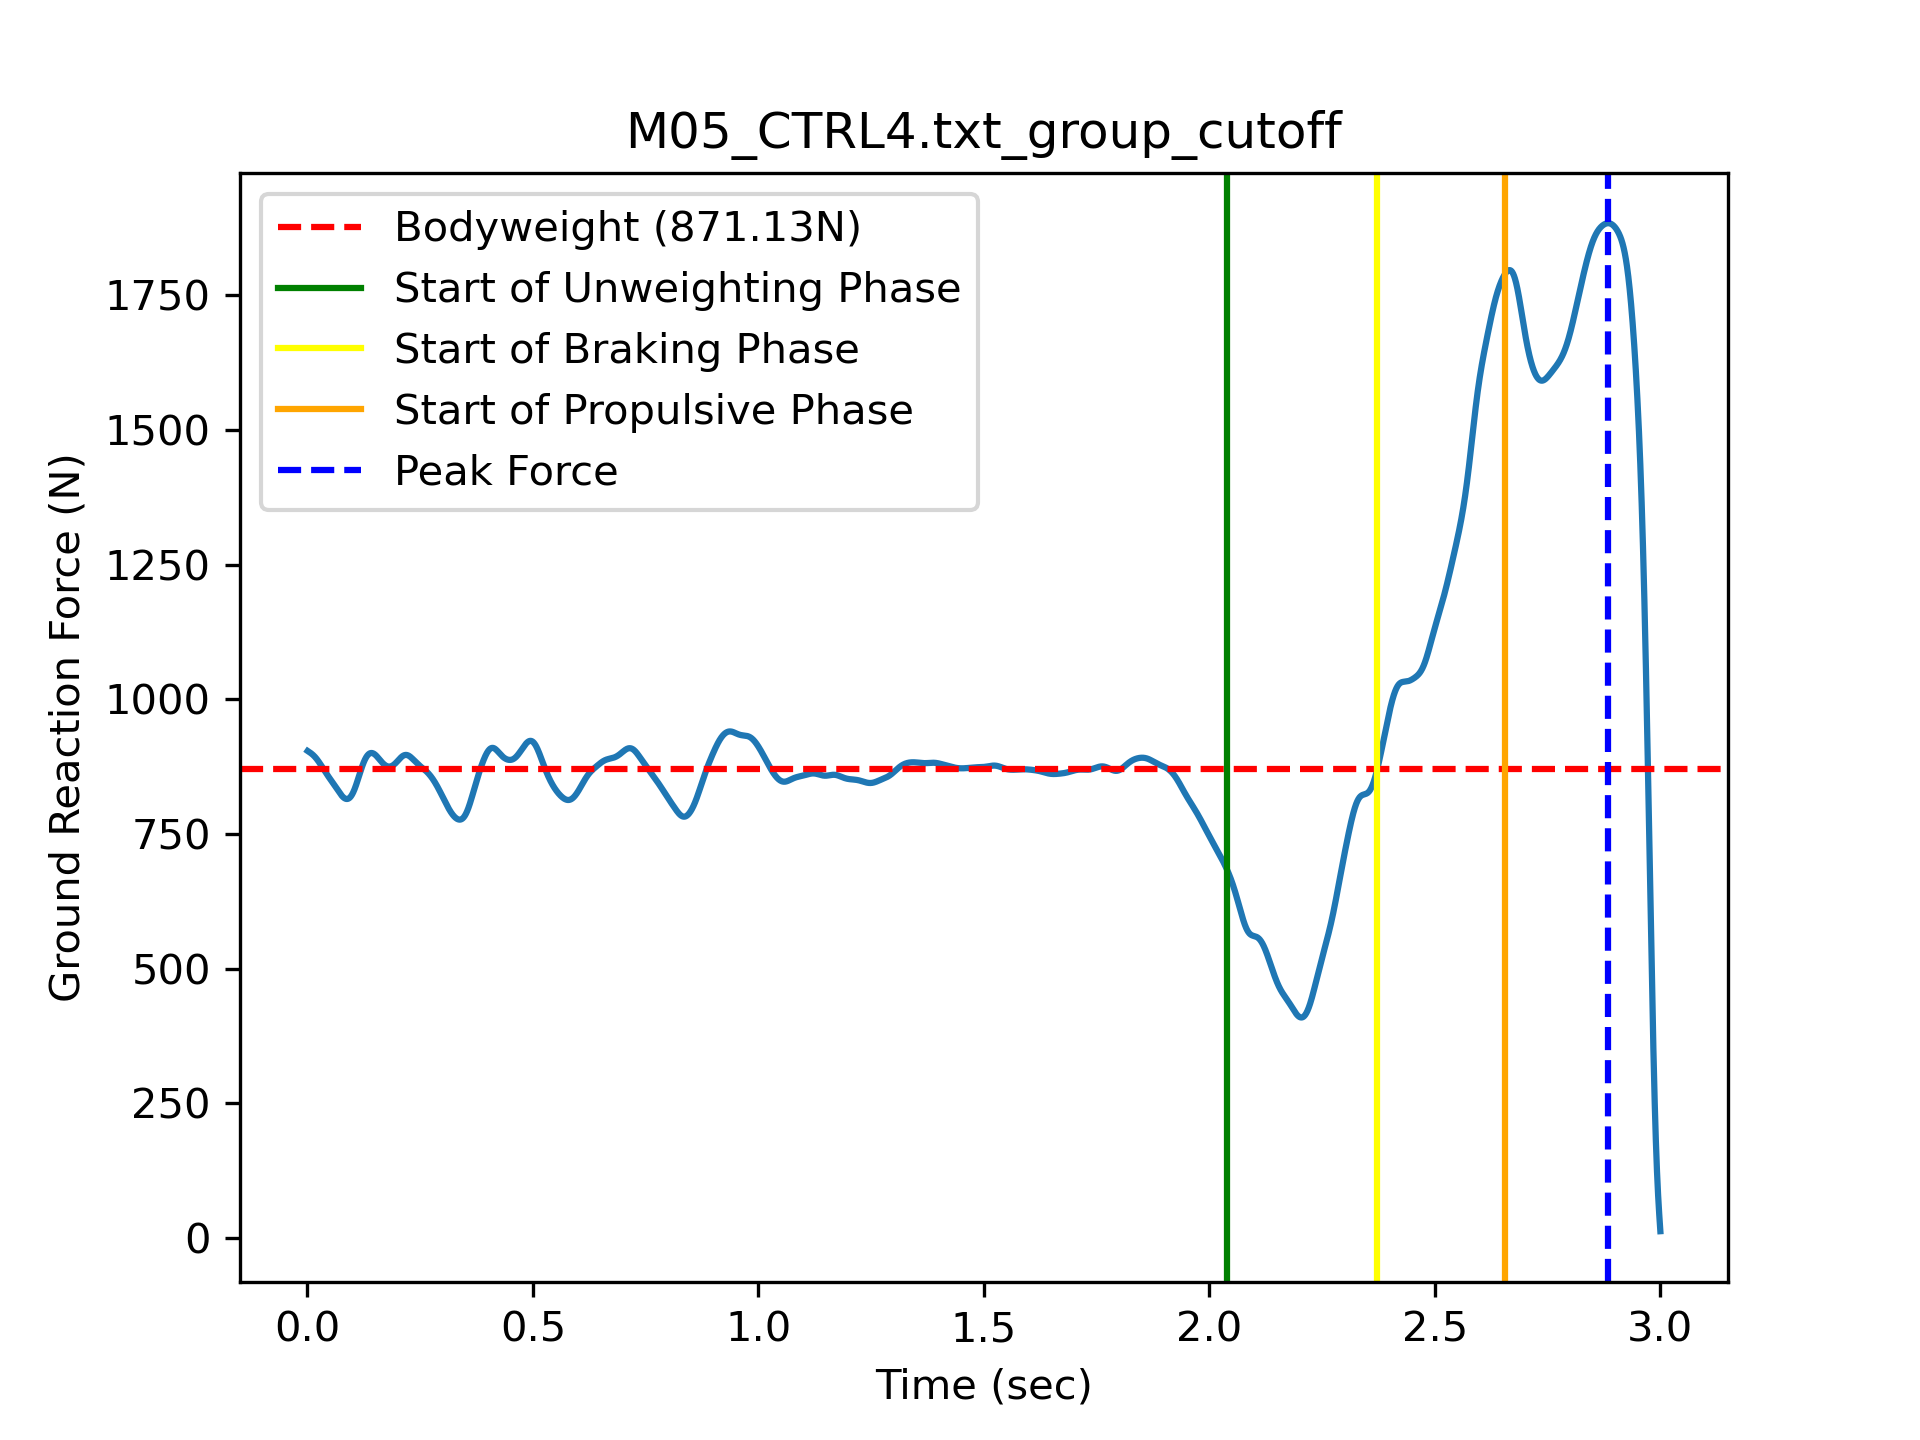 M05_CTRL4.txt_group_cutoff
Bodyweight (871.13N)
Start of Unweighting Phase
Start of Braking Phase
Start of Propulsive Phase
Peak Force
Ground Reaction Force (N)
1750
1500
1250
1000
750
500
250
0
0.0 0.5 1.0 1.5 2.0 2.5 3.0
Time (sec)